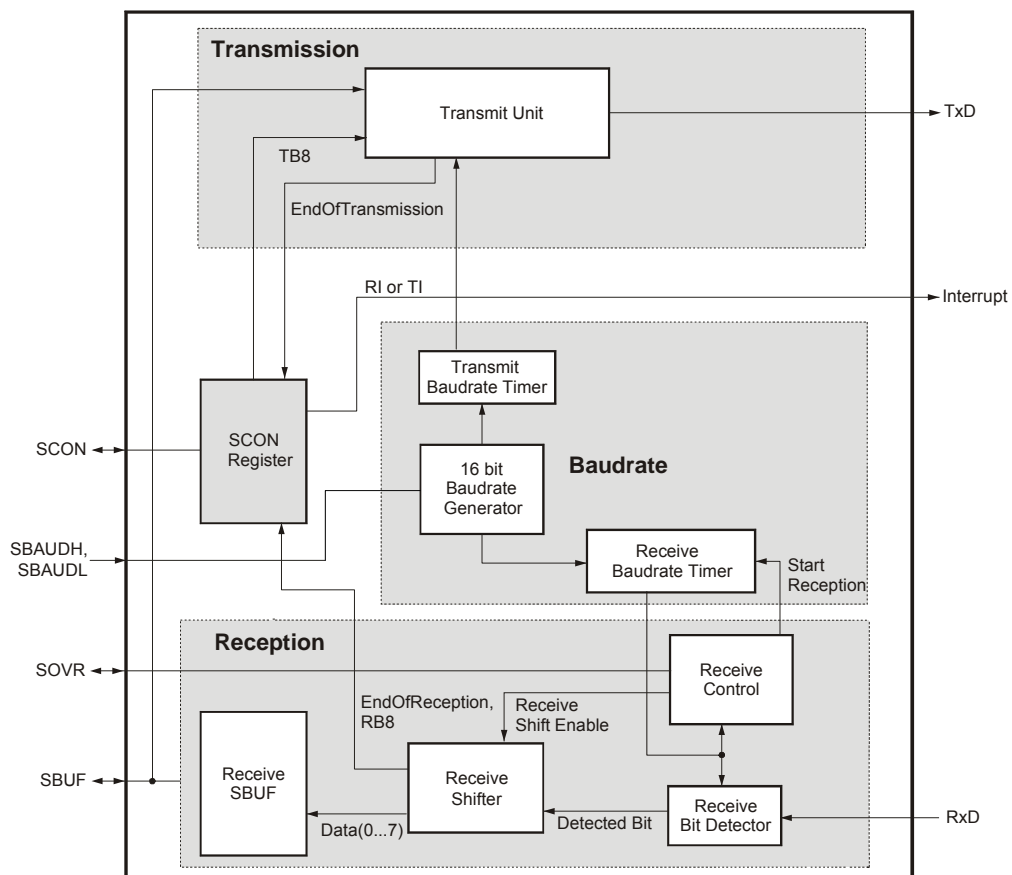 Transmission
Transmit Unit
TxD
TB8
EndOfTransmission
RI or TI
Interrupt
Transmit
Baudrate Timer
SCON
SCON
Register
16 bit
Baudrate
Generator
Baudrate
SBAUDH,
SBAUDL
Receive
Baudrate Timer
Start
Reception
Reception
SOVR
Receive
Control
EndOfReception,
RB8
Receive
Shift Enable
SBUF
Receive
SBUF
Receive
Shifter
Data(0...7)
Detected Bit
Receive
Bit Detector
RxD